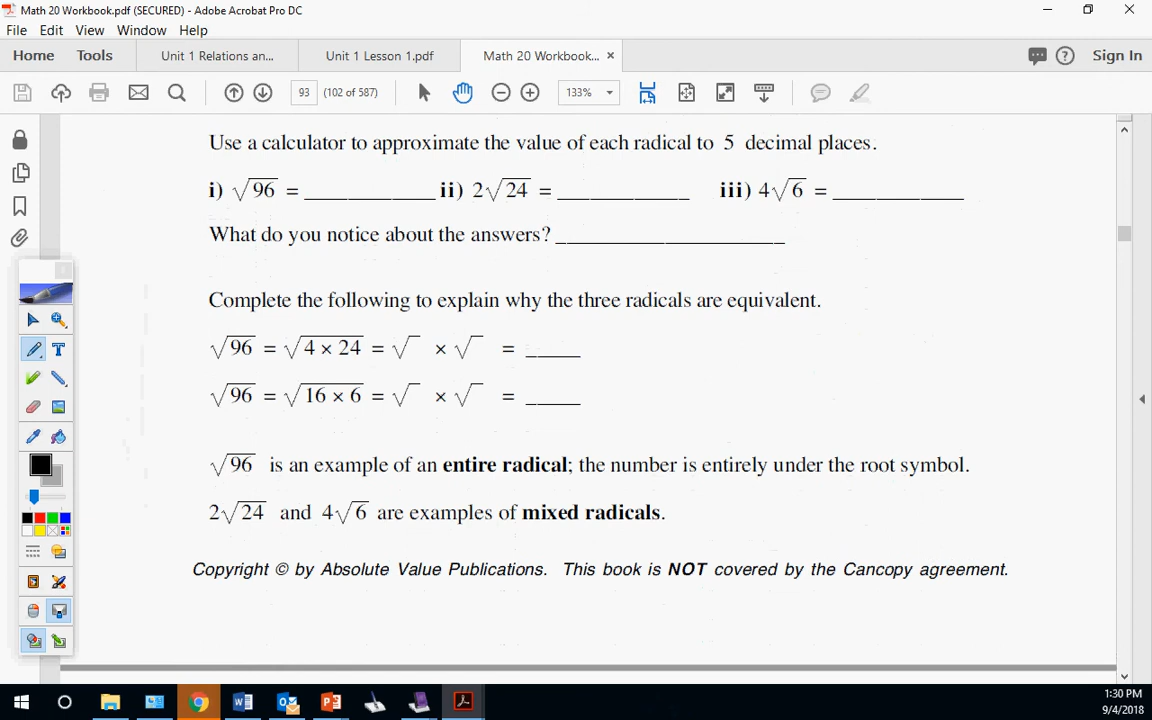 Math 20 Workbook.pdf (SECURED) - Adobe Acrobat Pro DC
File Edit View Window Help
Home Tools Unit 1 Relations an... Unit 1 Lesson 1.pdf Math 20 Workbook... × Sign In
93 (102 of 587) 133%
Use a calculator to approximate the value of each radical to 5 decimal places.
i) √96 = ____________ ii) 2√24 = ____________ iii) 4√6 = ____________
What do you notice about the answers? _____________________
Complete the following to explain why the three radicals are equivalent.
√96 = √4 × 24 = √ × √ = _____
√96 = √16 × 6 = √ × √ = _____
√96 is an example of an entire radical; the number is entirely under the root symbol.
2√24 and 4√6 are examples of mixed radicals.
Copyright © by Absolute Value Publications. This book is NOT covered by the Cancopy agreement.
1:30 PM
9/4/2018